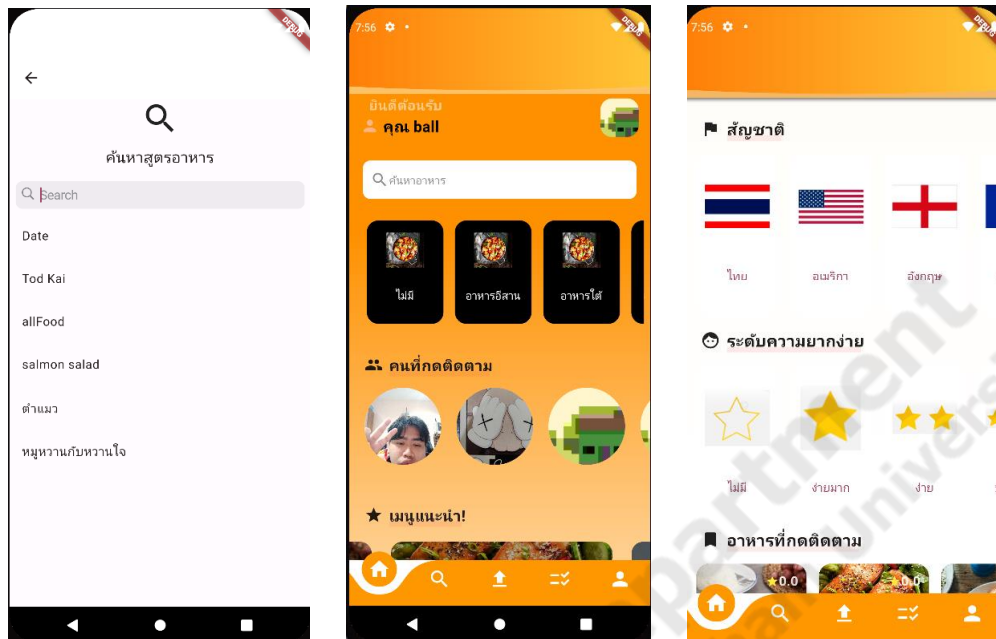 DEBUG
ค้นหาสูตรอาหาร
Search
Date
Tod Kai
allFood
salmon salad
ตำแมว
หมูหวานกับหวานใจ
7:56
DEBUG
ยินดีต้อนรับ
คุณ ball
ค้นหาอาหาร
ไม่มี
อาหารอีสาน
อาหารใต้
คนที่กดติดตาม
เมนูแนะนำ!
7:56
DEBUG
สัญชาติ
ไทย
อเมริกา
อังกฤษ
ระดับความยากง่าย
ไม่มี
ง่ายมาก
ง่าย
อาหารที่กดติดตาม
0.0
0.0